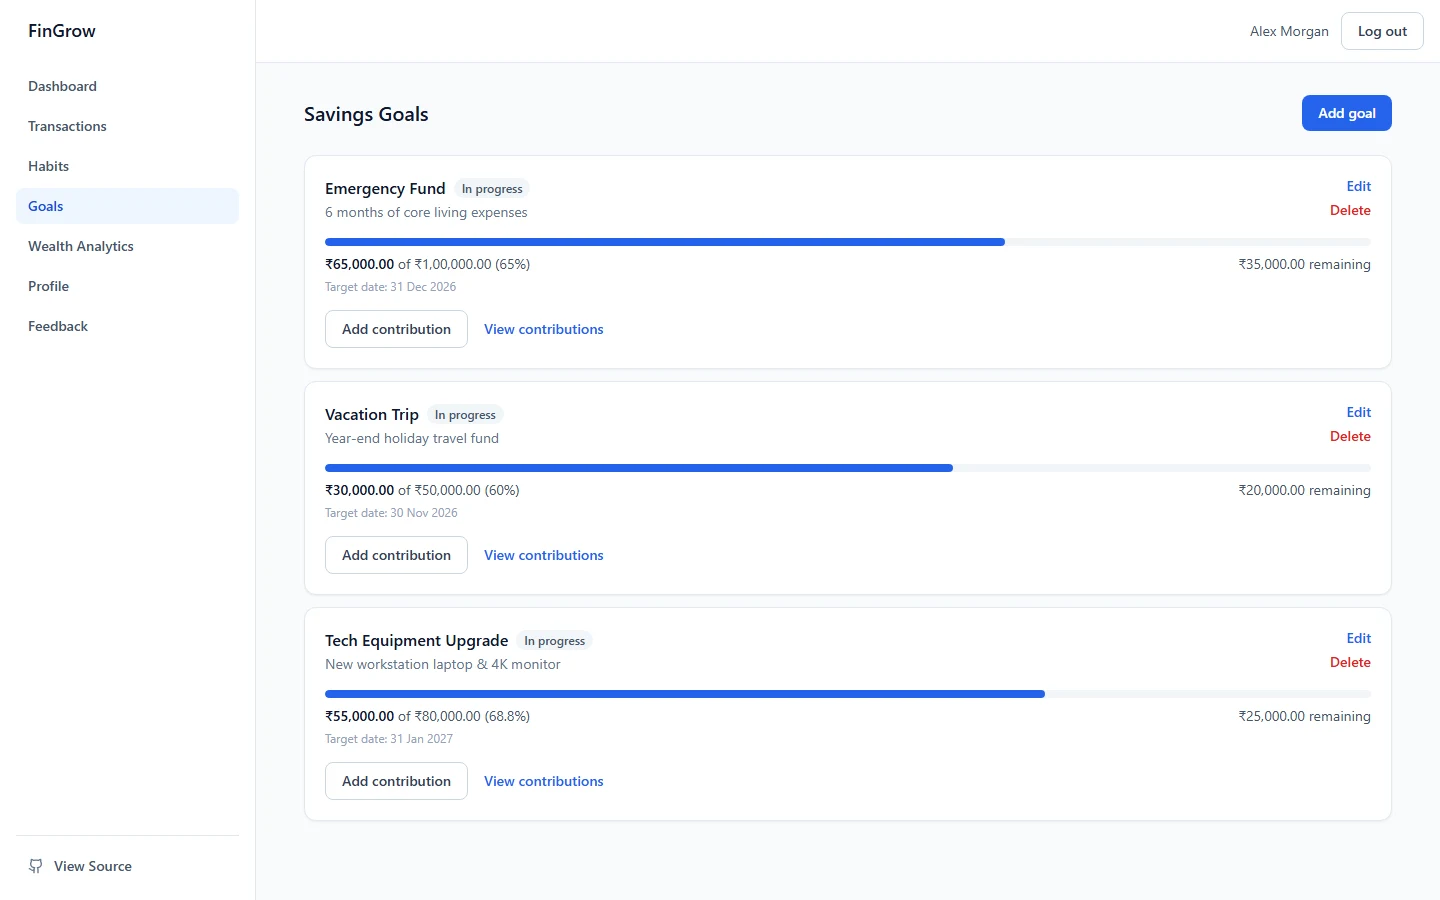 FinGrow
Alex Morgan
Log out
Dashboard
Transactions
Habits
Goals
Wealth Analytics
Profile
Feedback
View Source
Savings Goals
Add goal
Emergency Fund In progress
Edit
6 months of core living expenses
Delete
₹65,000.00 of ₹1,00,000.00 (65%)
₹35,000.00 remaining
Target date: 31 Dec 2026
Add contribution
View contributions
Vacation Trip In progress
Edit
Year-end holiday travel fund
Delete
₹30,000.00 of ₹50,000.00 (60%)
₹20,000.00 remaining
Target date: 30 Nov 2026
Add contribution
View contributions
Tech Equipment Upgrade In progress
Edit
New workstation laptop & 4K monitor
Delete
₹55,000.00 of ₹80,000.00 (68.8%)
₹25,000.00 remaining
Target date: 31 Jan 2027
Add contribution
View contributions